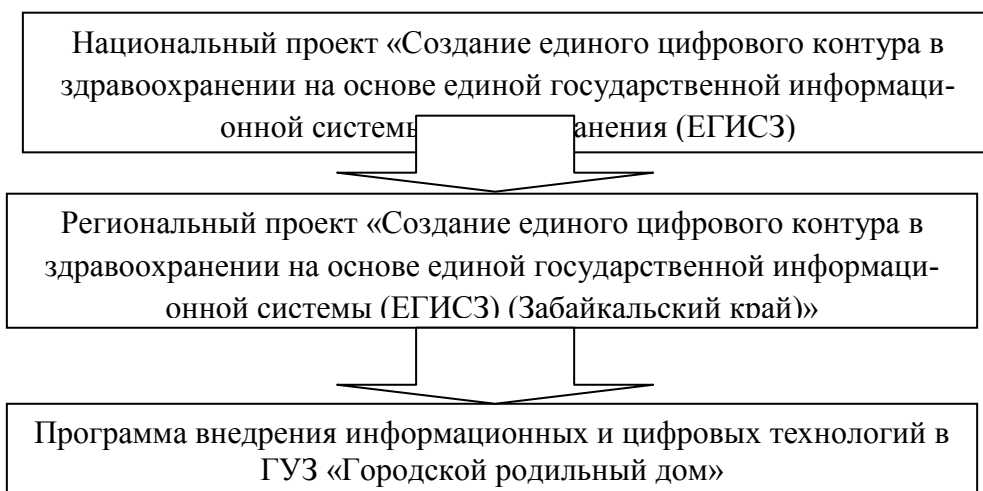 Национальный проект «Создание единого цифрового контура в
здравоохранении на основе единой государственной информаци-
онной системы анения (ЕГИСЗ)
Региональный проект «Создание единого цифрового контура в
здравоохранении на основе единой государственной информаци-
онной системы (ЕГИСЗ) (Забайкальский край)»
Программа внедрения информационных и цифровых технологий в
ГУЗ «Городской родильный дом»